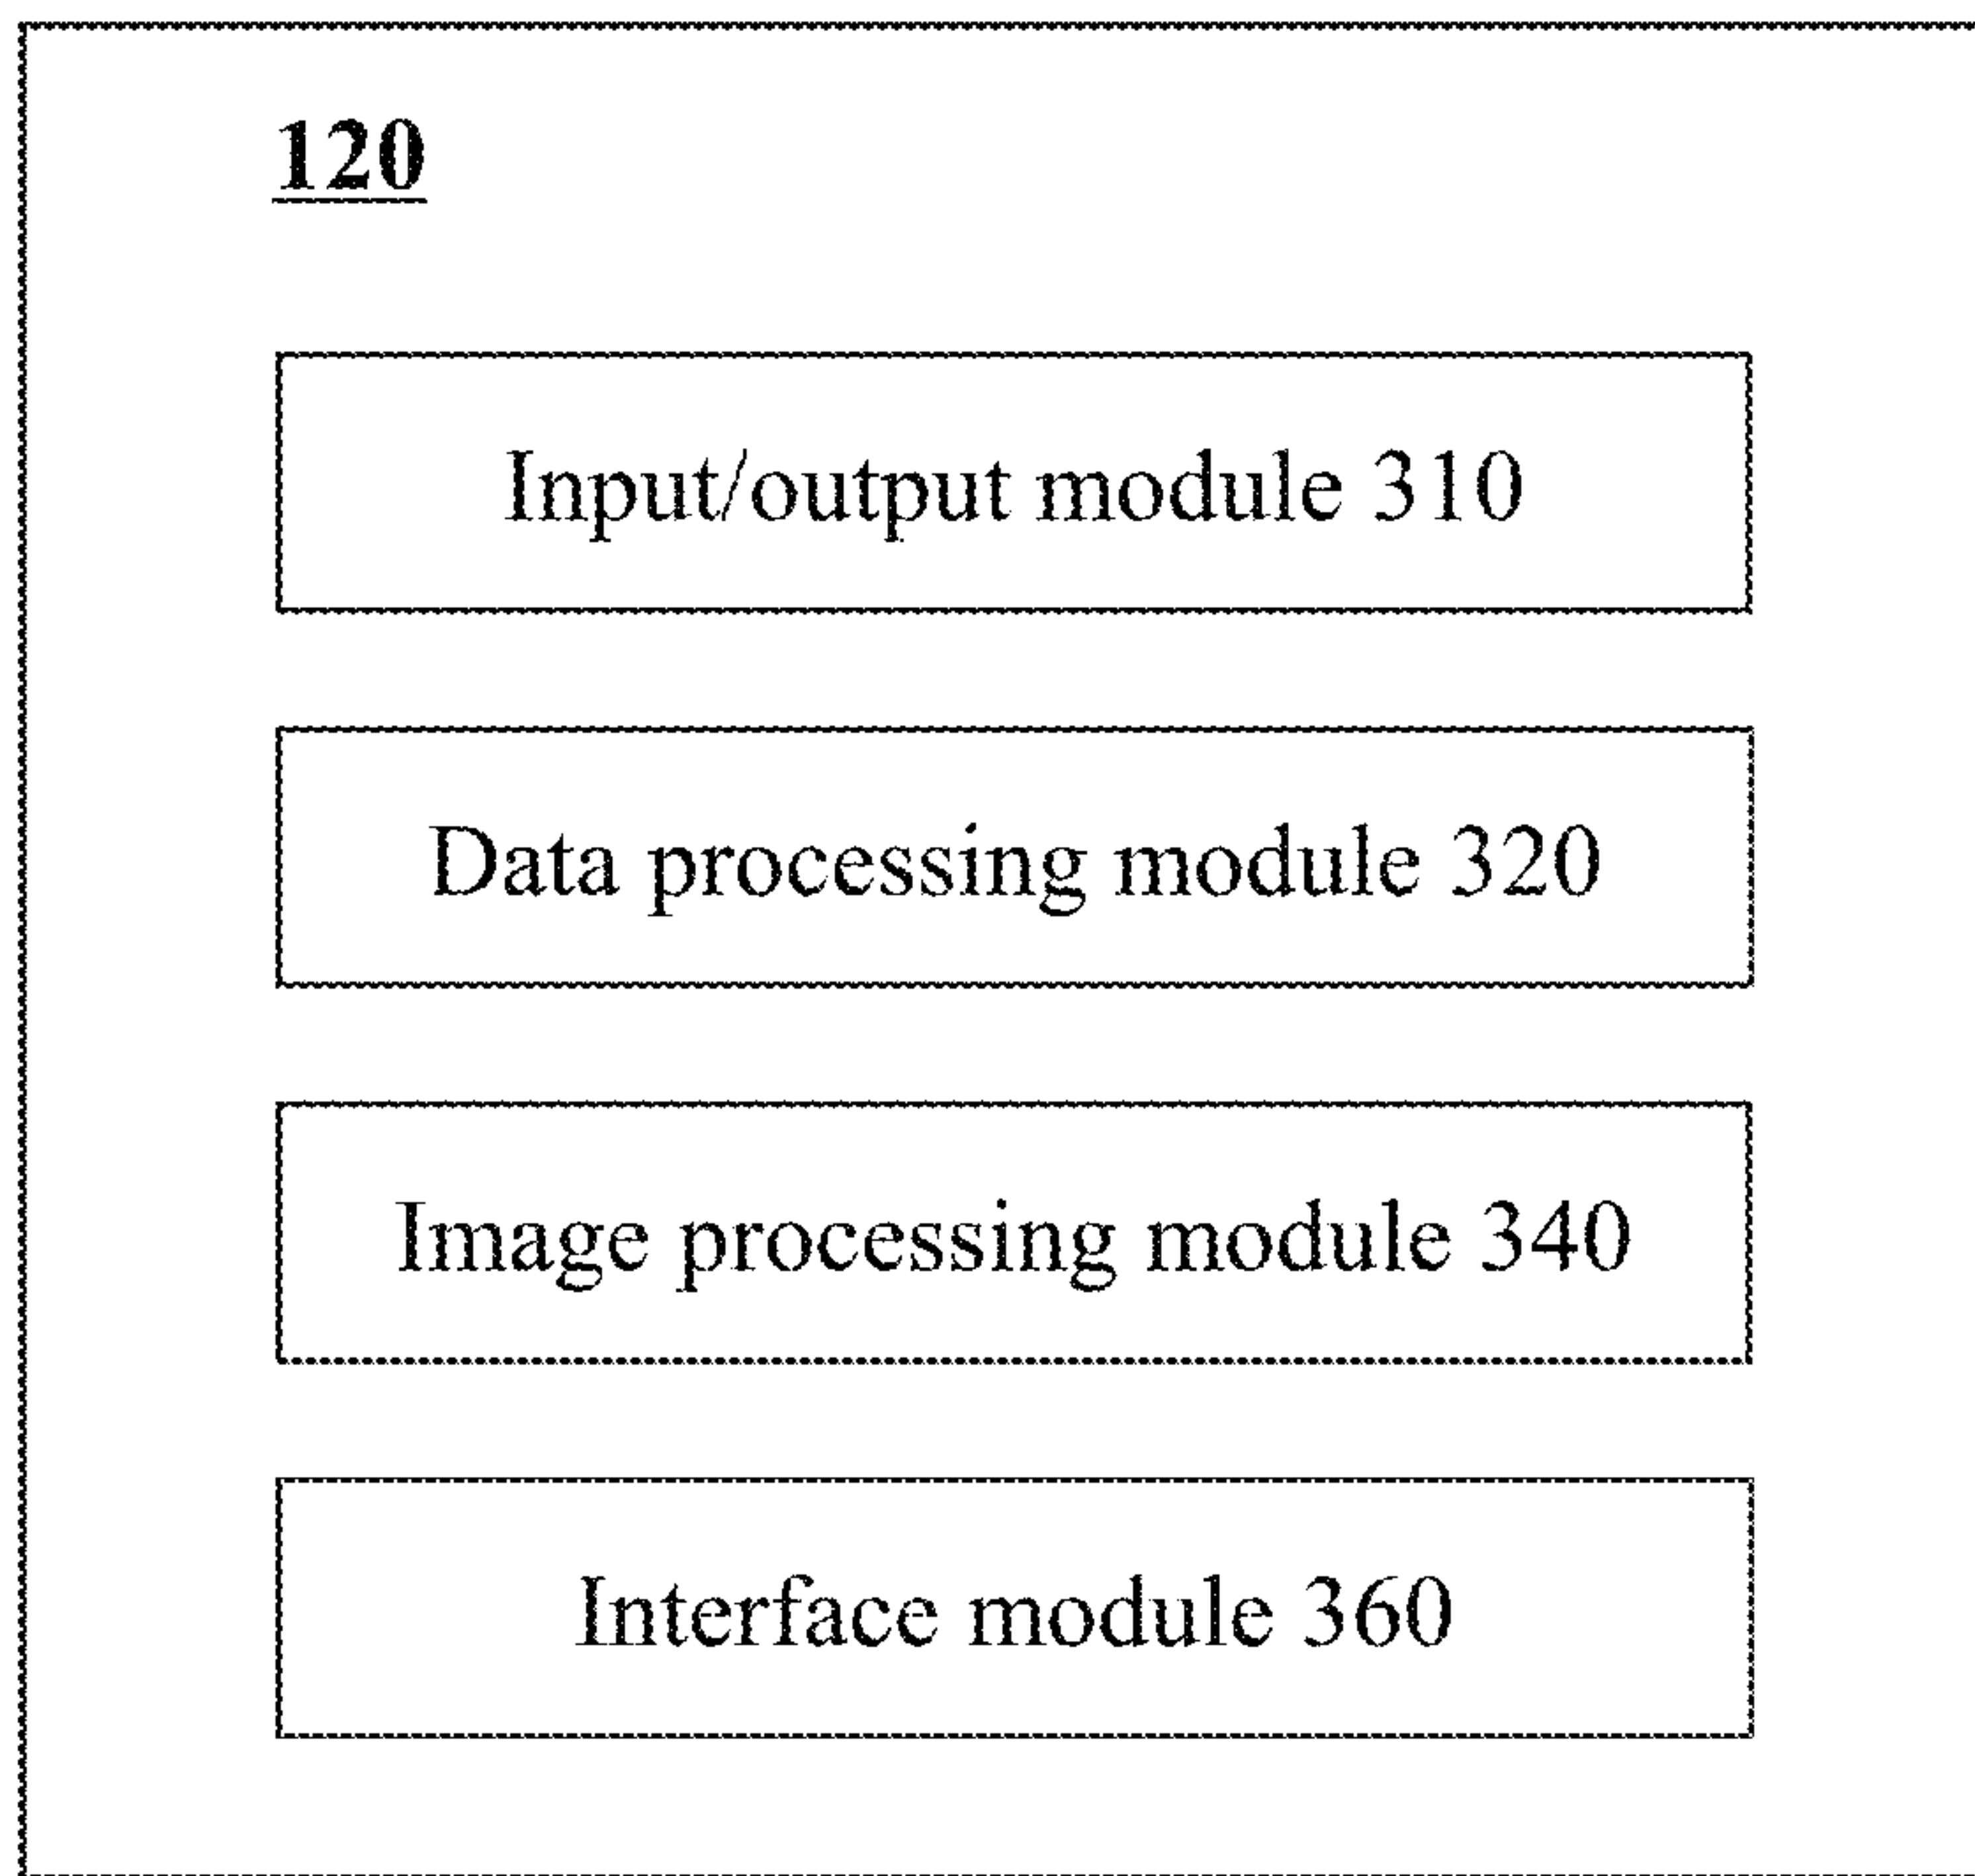 120
Input/output module 310
Data processing module 320
Image processing module 340
Interface module 360